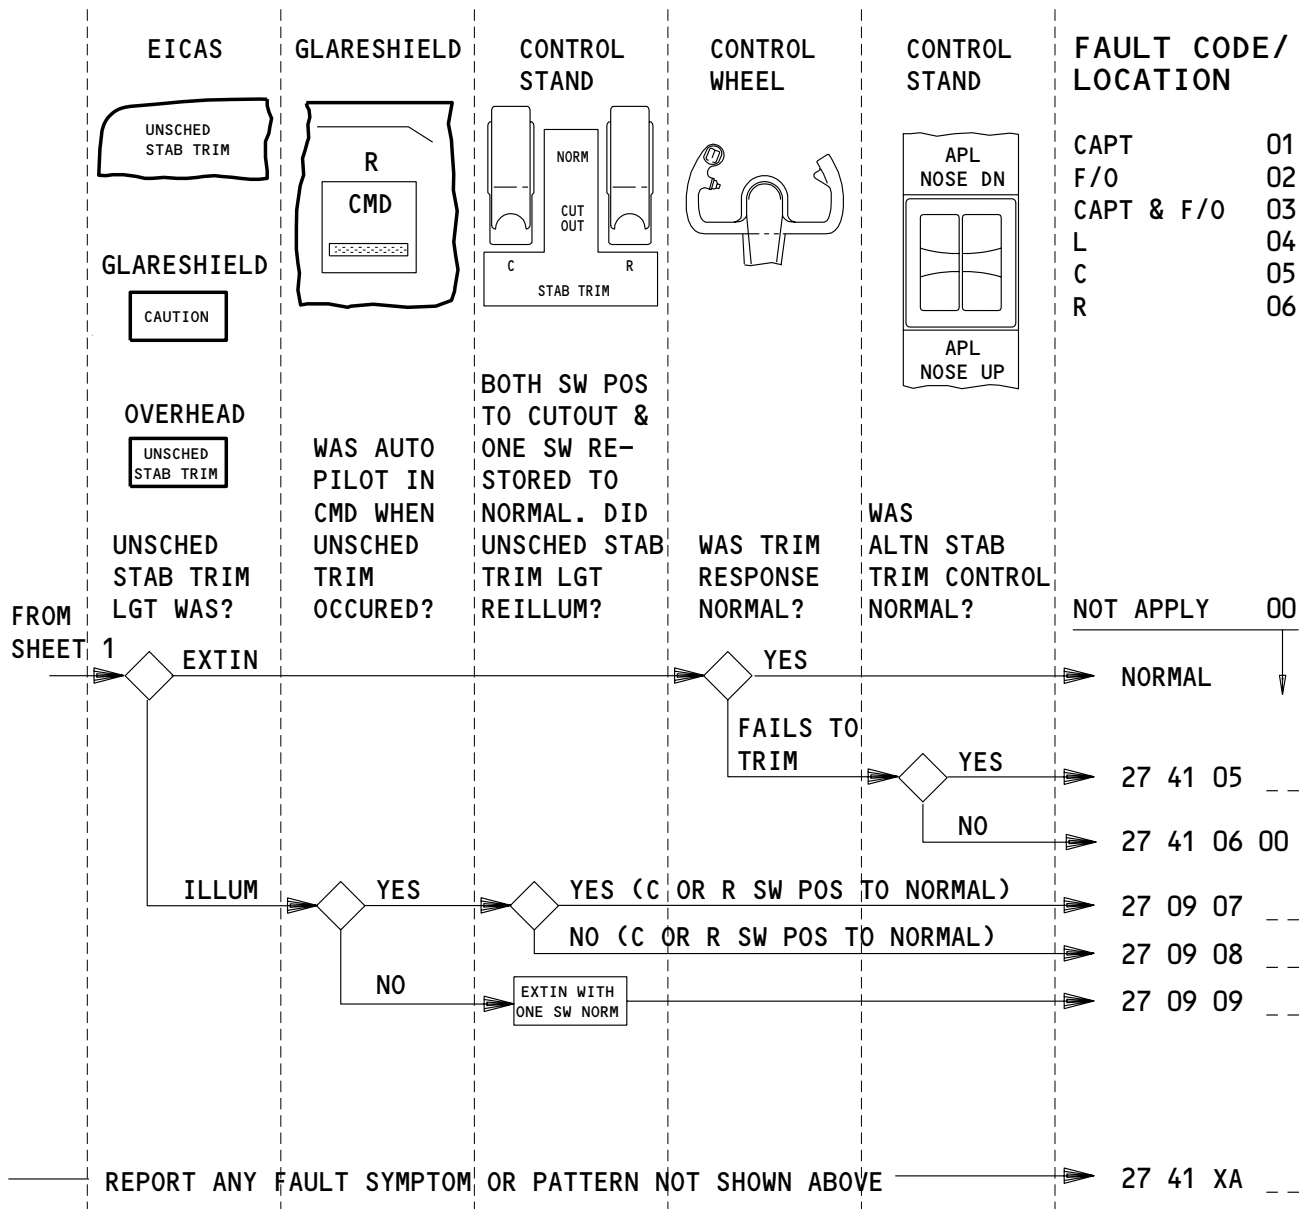 EICAS
UNSCHED
STAB TRIM
GLARESHIELD
CAUTION
OVERHEAD
UNSCHED
STAB TRIM
UNSCHED
STAB TRIM
LGT WAS?
GLARESHIELD
R
CMD
WAS AUTO
PILOT IN
CMD WHEN
UNSCHED
TRIM
OCCURED?
CONTROL
STAND
NORM
CUT
OUT
C R
STAB TRIM
BOTH SW POS
TO CUTOUT &
ONE SW RE-
STORED TO
NORMAL. DID
UNSCHED STAB
TRIM LGT
REILLUM?
CONTROL
WHEEL
WAS TRIM
RESPONSE
NORMAL?
CONTROL
STAND
APL
NOSE DN
APL
NOSE UP
WAS
ALTN STAB
TRIM CONTROL
NORMAL?
FAULT CODE/
LOCATION
CAPT 01
F/O 02
CAPT & F/O 03
L 04
C 05
R 06
NOT APPLY 00
FROM
SHEET 1
EXTIN
YES
NORMAL
FAILS TO
TRIM
YES
27 41 05 _ _
NO
27 41 06 00
ILLUM
YES
YES (C OR R SW POS TO NORMAL)
27 09 07 _ _
NO (C OR R SW POS TO NORMAL)
27 09 08 _ _
NO
EXTIN WITH
ONE SW NORM
27 09 09 _ _
REPORT ANY FAULT SYMPTOM OR PATTERN NOT SHOWN ABOVE
27 41 XA _ _